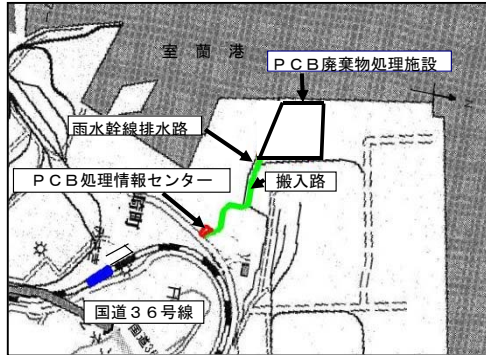 室蘭港
ＰＣＢ廃棄物処理施設
雨水幹線排水路
ＰＣＢ処理情報センター
搬入路
国道３６号線